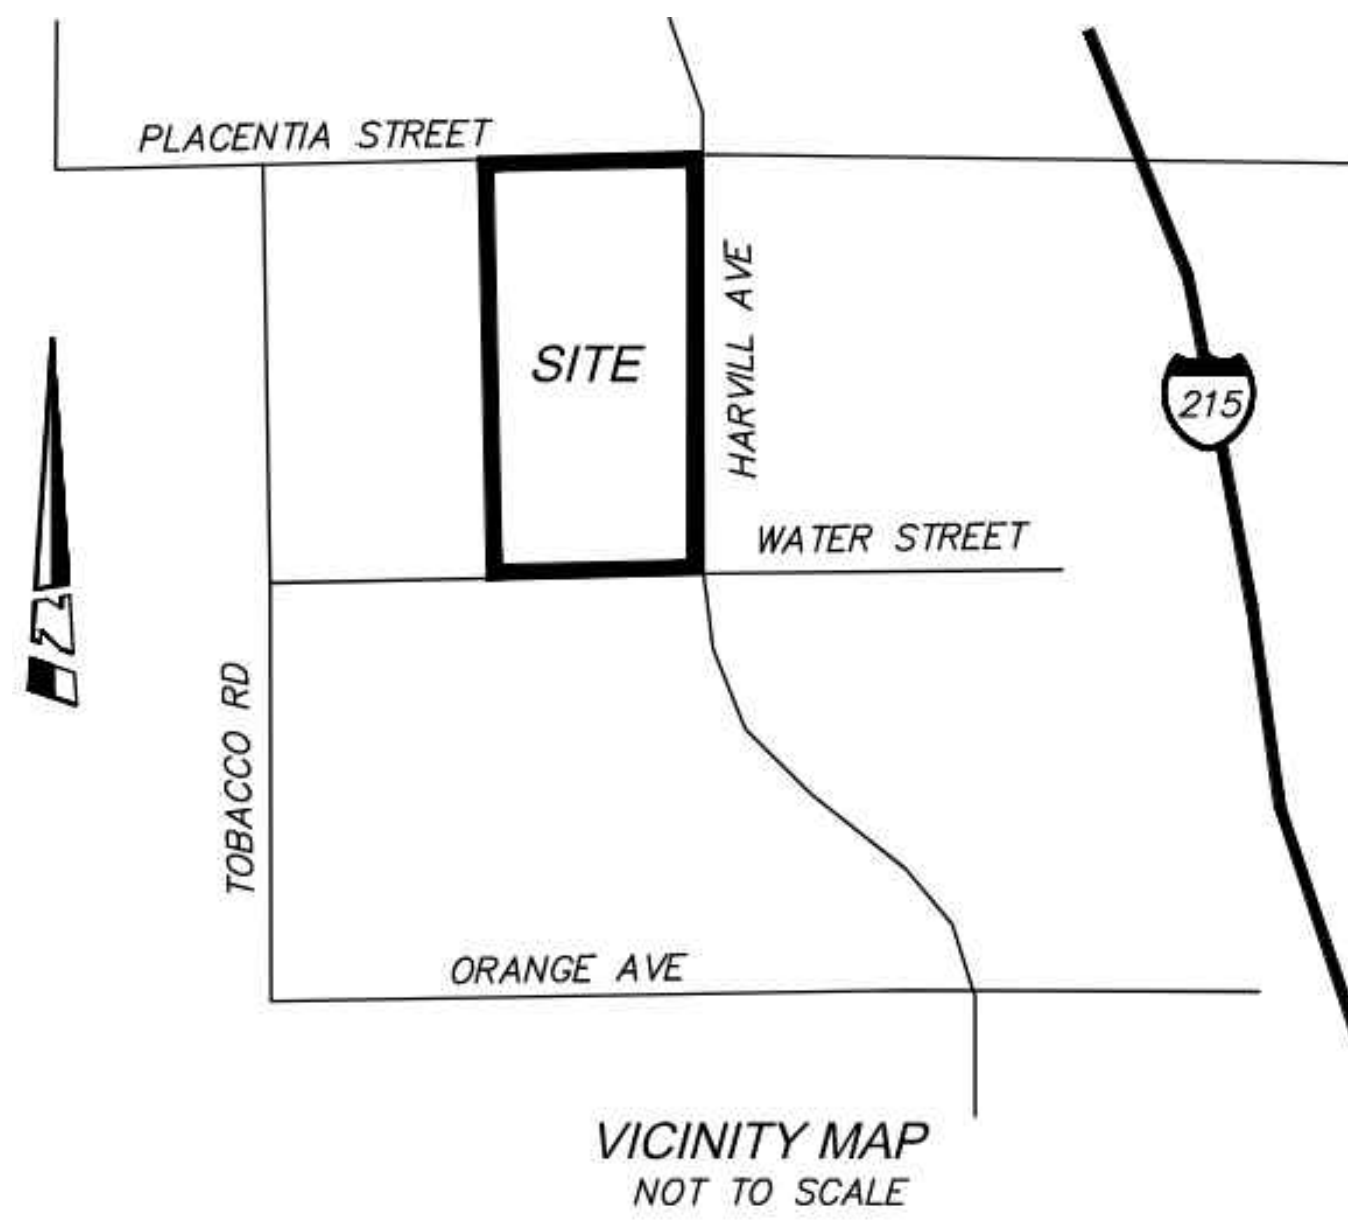 PLACENTIA STREET
HARVILL AVE
SITE
215
WATER STREET
N
TOBACCO RD
ORANGE AVE
VICINITY MAP
NOT TO SCALE